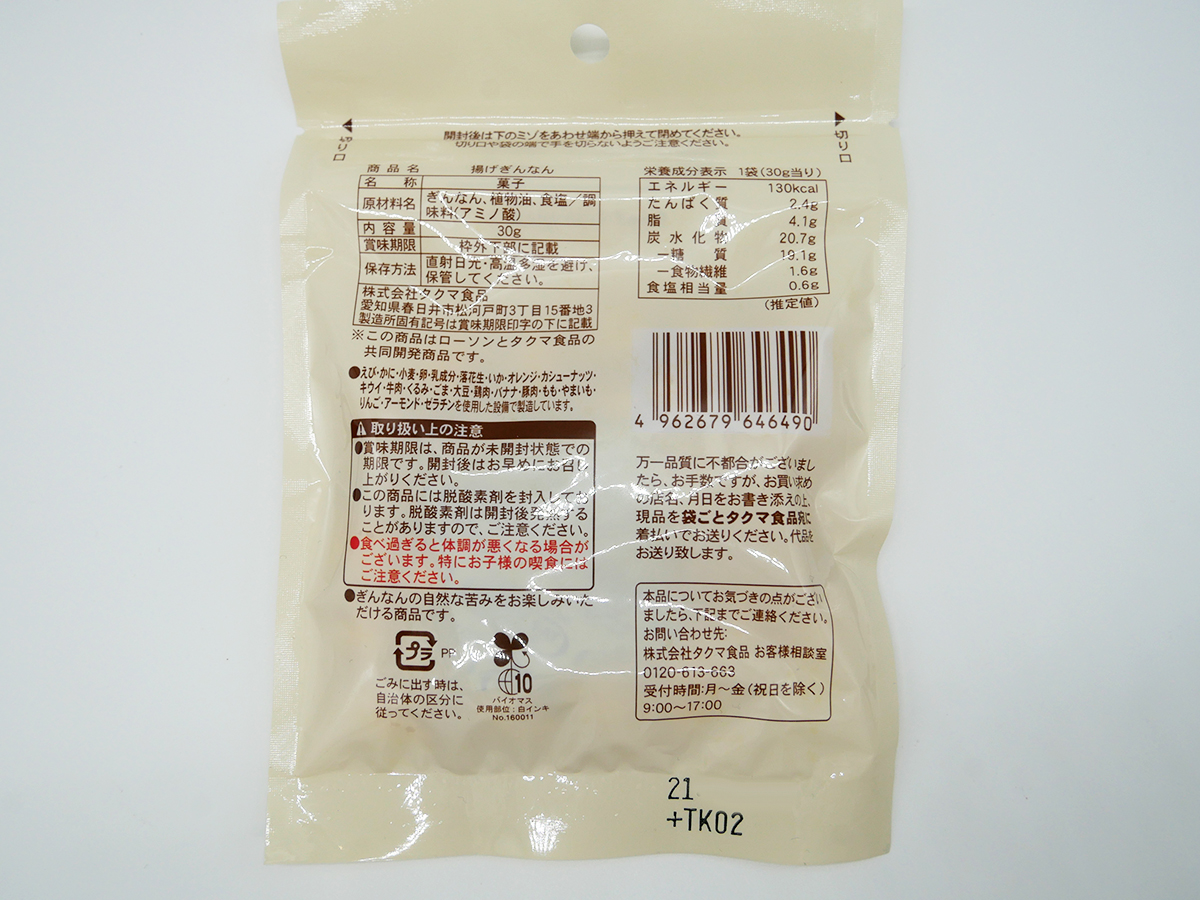 開封後は下のミゾをあわせ端から押えて閉めてください。
切り口や袋の端で手を切らないようご注意ください。
切り口
切り口
商品名 揚げぎんなん
名称 菓子
原材料名 ぎんなん、植物油、食塩／調
味料(アミノ酸)
内容量 30g
賞味期限 枠外下部に記載
保存方法 直射日光・高温多湿を避け、
保管してください。
株式会社タクマ食品
愛知県春日井市松河戸町3丁目15番地3
製造所固有記号は賞味期限印字の下に記載
※この商品はローソンとタクマ食品の
共同開発商品です。
●えび・かに・小麦・卵・乳成分・落花生・いか・オレンジ・カシューナッツ・
キウイ・牛肉・くるみ・ごま・大豆・鶏肉・バナナ・豚肉・もも・やまいも・
りんご・アーモンド・ゼラチンを使用した設備で製造しています。
取り扱い上の注意
●賞味期限は、商品が未開封状態での
期限です。開封後はお早めにお召し
上がりください。
●この商品には脱酸素剤を封入してお
ります。脱酸素剤は開封後発熱する
ことがありますので、ご注意ください。
●食べ過ぎると体調が悪くなる場合が
ございます。特にお子様の喫食には
ご注意ください。
●ぎんなんの自然な苦みをお楽しみいた
だける商品です。
プラ PP
ごみに出す時は、
自治体の区分に
従ってください。
10
バイオマス
使用部位:白インキ
No.160011
栄養成分表示 1袋(30g当り)
エネルギー 130kcal
たんぱく質 2.4g
脂質 4.1g
炭水化物 20.7g
－糖質 19.1g
－食物繊維 1.6g
食塩相当量 0.6g
(推定値)
4 962679 646490
万一品質に不都合がございまし
たら、お手数ですが、お買い求め
の店名、月日をお書き添えの上、
現品を袋ごとタクマ食品宛に
着払いでお送りください。代品を
お送り致します。
本品についてお気づきの点がござい
ましたら、下記までご連絡ください。
お問い合わせ先:
株式会社タクマ食品 お客様相談室
0120-613-663
受付時間:月～金(祝日を除く)
9:00～17:00
21
+TK02